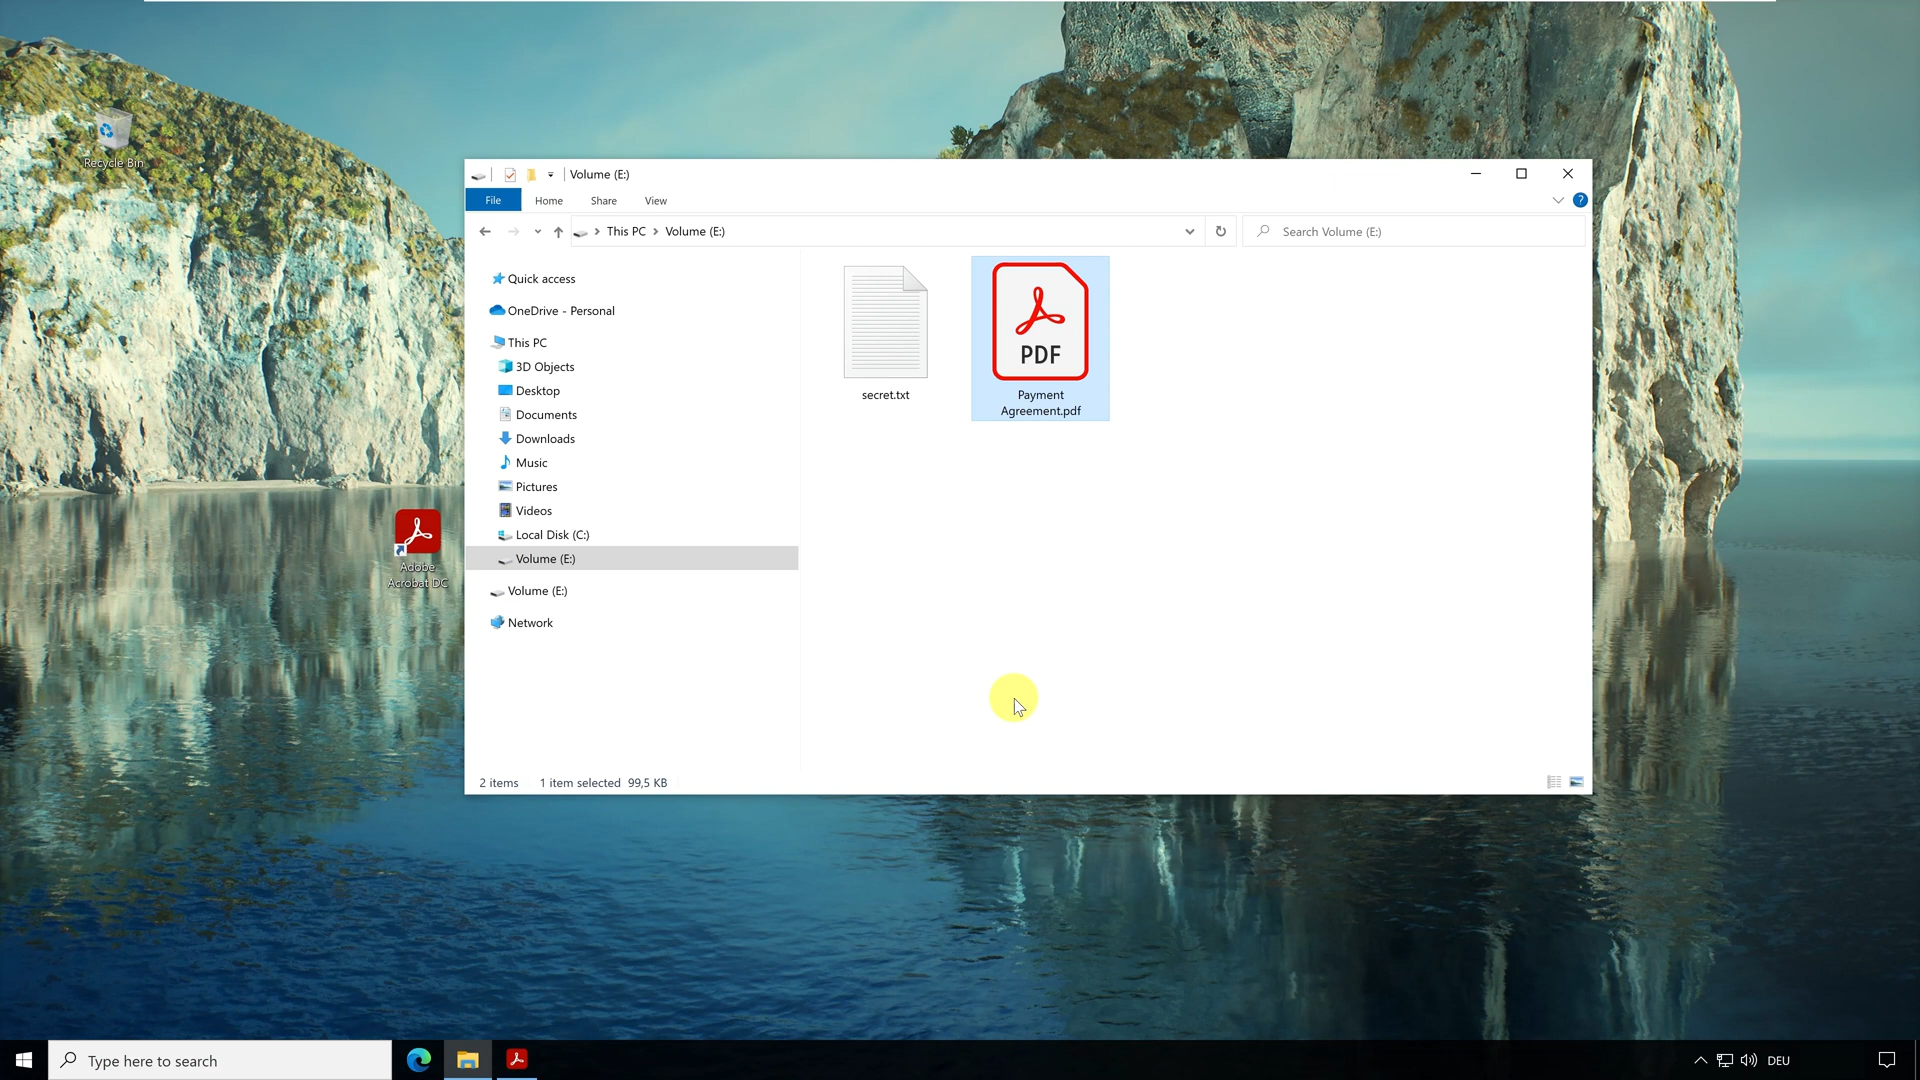 Recycle Bin
Adobe
Acrobat DC
Volume (E:)
File Home Share View
?
This PC Volume (E:)
Search Volume (E:)
Quick access
OneDrive - Personal
This PC
3D Objects
Desktop
Documents
Downloads
Music
Pictures
Videos
Local Disk (C:)
Volume (E:)
Volume (E:)
Network
secret.txt
PDF
Payment
Agreement.pdf
2 items 1 item selected 99,5 KB
Type here to search
DEU